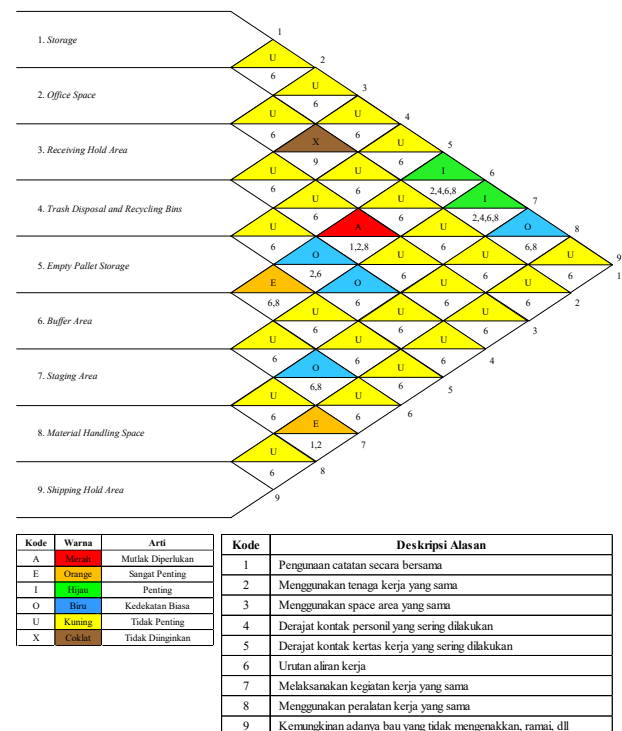 1
1. Storage
U
2
6
U
3
2. Office Space
6
U U
4
6 6
X U
5
3. Receiving Hold Area
9 6
U U I
6
6 6 2,4,6,8
U U I
7
4. Trash Disposal and Recycling Bins
6 6 2,4,6,8
U A U O
8
6 1,2,8 6 6,8
O U U U
9
5. Empty Pallet Storage
2,6 6 6 6
1
E O U U
6,8 6 6 6
2
U U U
6. Buffer Area
6 6 6
3
U U U
6 6 6
4
O U
7. Staging Area
6,8 6
5
U U
6 6
6
E
8. Material Handling Space
1,2
7
U
6
8
9. Shipping Hold Area
9
Kode Warna Arti
A Merah Mutlak Diperlukan
E Orange Sangat Penting
I Hijau Penting
O Biru Kedekatan Biasa
U Kuning Tidak Penting
X Coklat Tidak Diinginkan
Kode Deskripsi Alasan
1 Pengunaan catatan secara bersama
2 Menggunakan tenaga kerja yang sama
3 Menggunakan space area yang sama
4 Derajat kontak personil yang sering dilakukan
5 Derajat kontak kertas kerja yang sering dilakukan
6 Urutan aliran kerja
7 Melaksanakan kegiatan kerja yang sama
8 Menggunakan peralatan kerja yang sama
9 Kemungkinan adanya bau yang tidak mengenakkan, ramai, dll